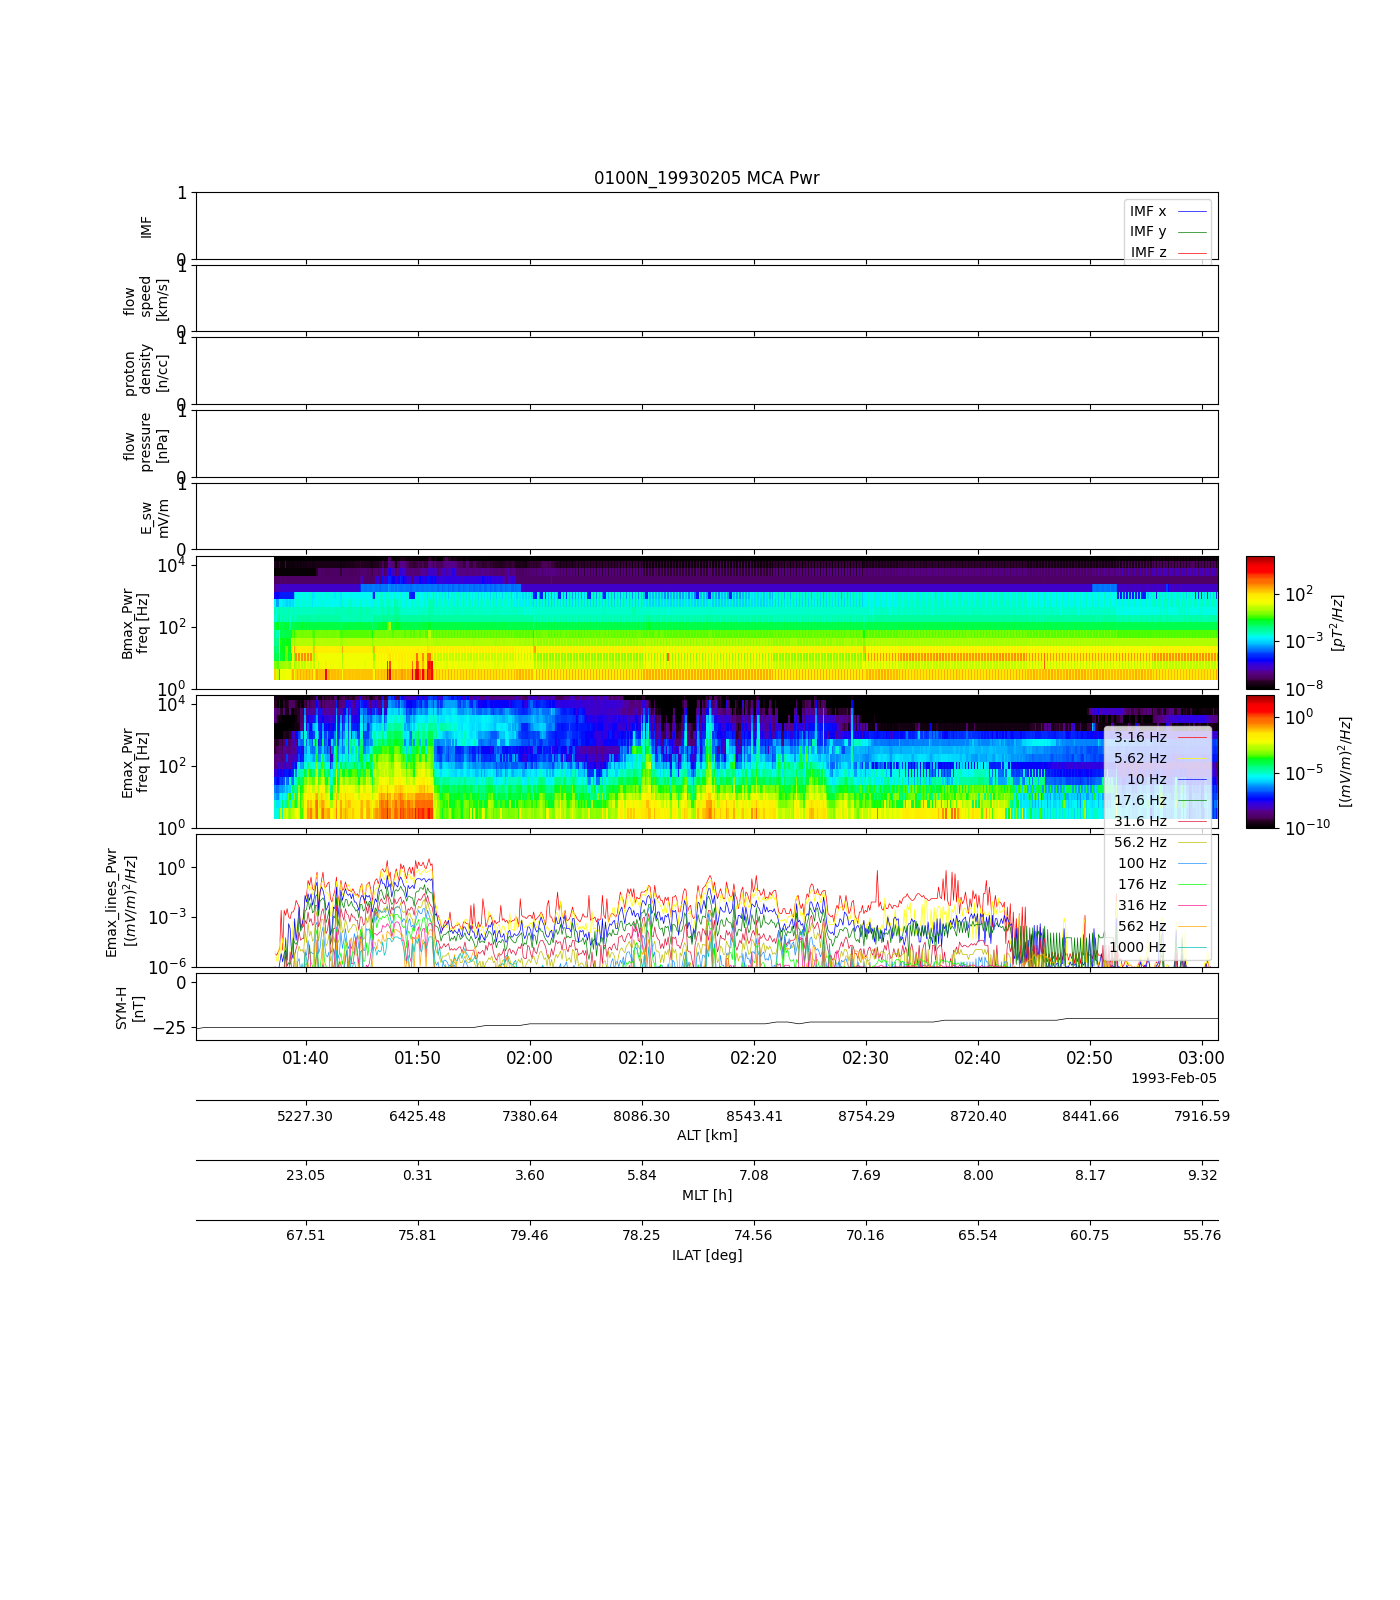 0100N_19930205 MCA Pwr
1
IMF
0
IMF x
IMF y
IMF z
1
flow
speed
[km/s]
0
1
proton
density
[n/cc]
0
1
flow
pressure
[nPa]
0
1
E_sw
mV/m
0
10^4
10^2
10^0
Bmax_Pwr
freq [Hz]
10^2
10^-3
10^-8
[pT^2/Hz]
10^4
10^2
10^0
Emax_Pwr
freq [Hz]
10^0
10^-5
10^-10
[(mV/m)^2/Hz]
3.16 Hz
5.62 Hz
10 Hz
17.6 Hz
31.6 Hz
56.2 Hz
100 Hz
176 Hz
316 Hz
562 Hz
1000 Hz
10^0
10^-3
10^-6
Emax_lines_Pwr
[(mV/m)^2/Hz]
0
−25
SYM-H
[nT]
01:40 01:50 02:00 02:10 02:20 02:30 02:40 02:50 03:00
1993-Feb-05
5227.30 6425.48 7380.64 8086.30 8543.41 8754.29 8720.40 8441.66 7916.59
ALT [km]
23.05 0.31 3.60 5.84 7.08 7.69 8.00 8.17 9.32
MLT [h]
67.51 75.81 79.46 78.25 74.56 70.16 65.54 60.75 55.76
ILAT [deg]